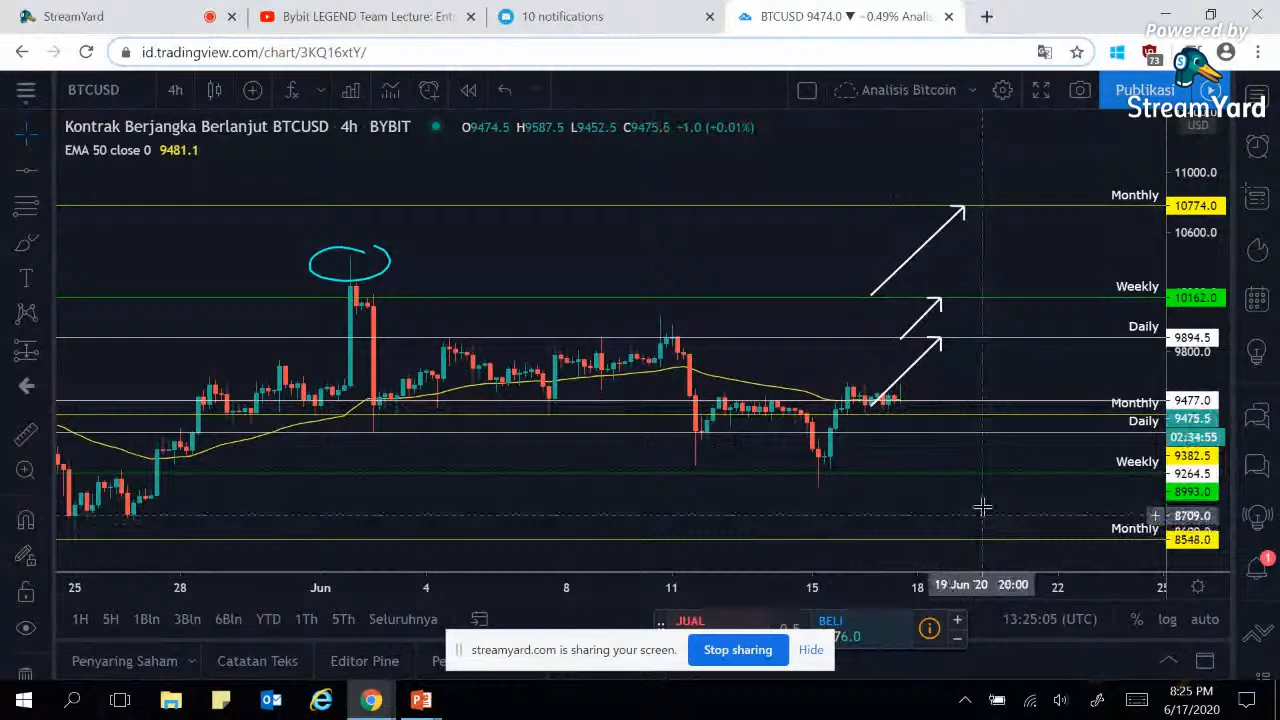 StreamYard
Bybit LEGEND Team Lecture: Ent
10 notifications
BTCUSD 9474.0 ▼ −0.49% Analis
Powered by
StreamYard
id.tradingview.com/chart/3KQ16xtY/
73
BTCUSD
4h
Analisis Bitcoin
Publikasi
Kontrak Berjangka Berlanjut BTCUSD 4h BYBIT
O9474.5 H9587.5 L9452.5 C9475.5 −1.0 (+0.01%)
USD
EMA 50 close 0 9481.1
11000.0
Monthly
10774.0
10600.0
Weekly
10162.0
Daily
9894.5
9800.0
9477.0
Monthly
9475.5
Daily
02:34:55
9382.5
Weekly
9264.5
8993.0
8709.0
Monthly
8548.0
25
28
Jun
4
8
11
15
18
19 Jun '20 20:00
22
1
1H
5H
1Bln
3Bln
6Bln
YTD
1Th
5Th
Seluruhnya
JUAL
0.5
BELI
76.0
13:25:05 (UTC)
%
log
auto
streamyard.com is sharing your screen.
Stop sharing
Hide
Penyaring Saham
Catatan Teks
Editor Pine
8:25 PM
6/17/2020